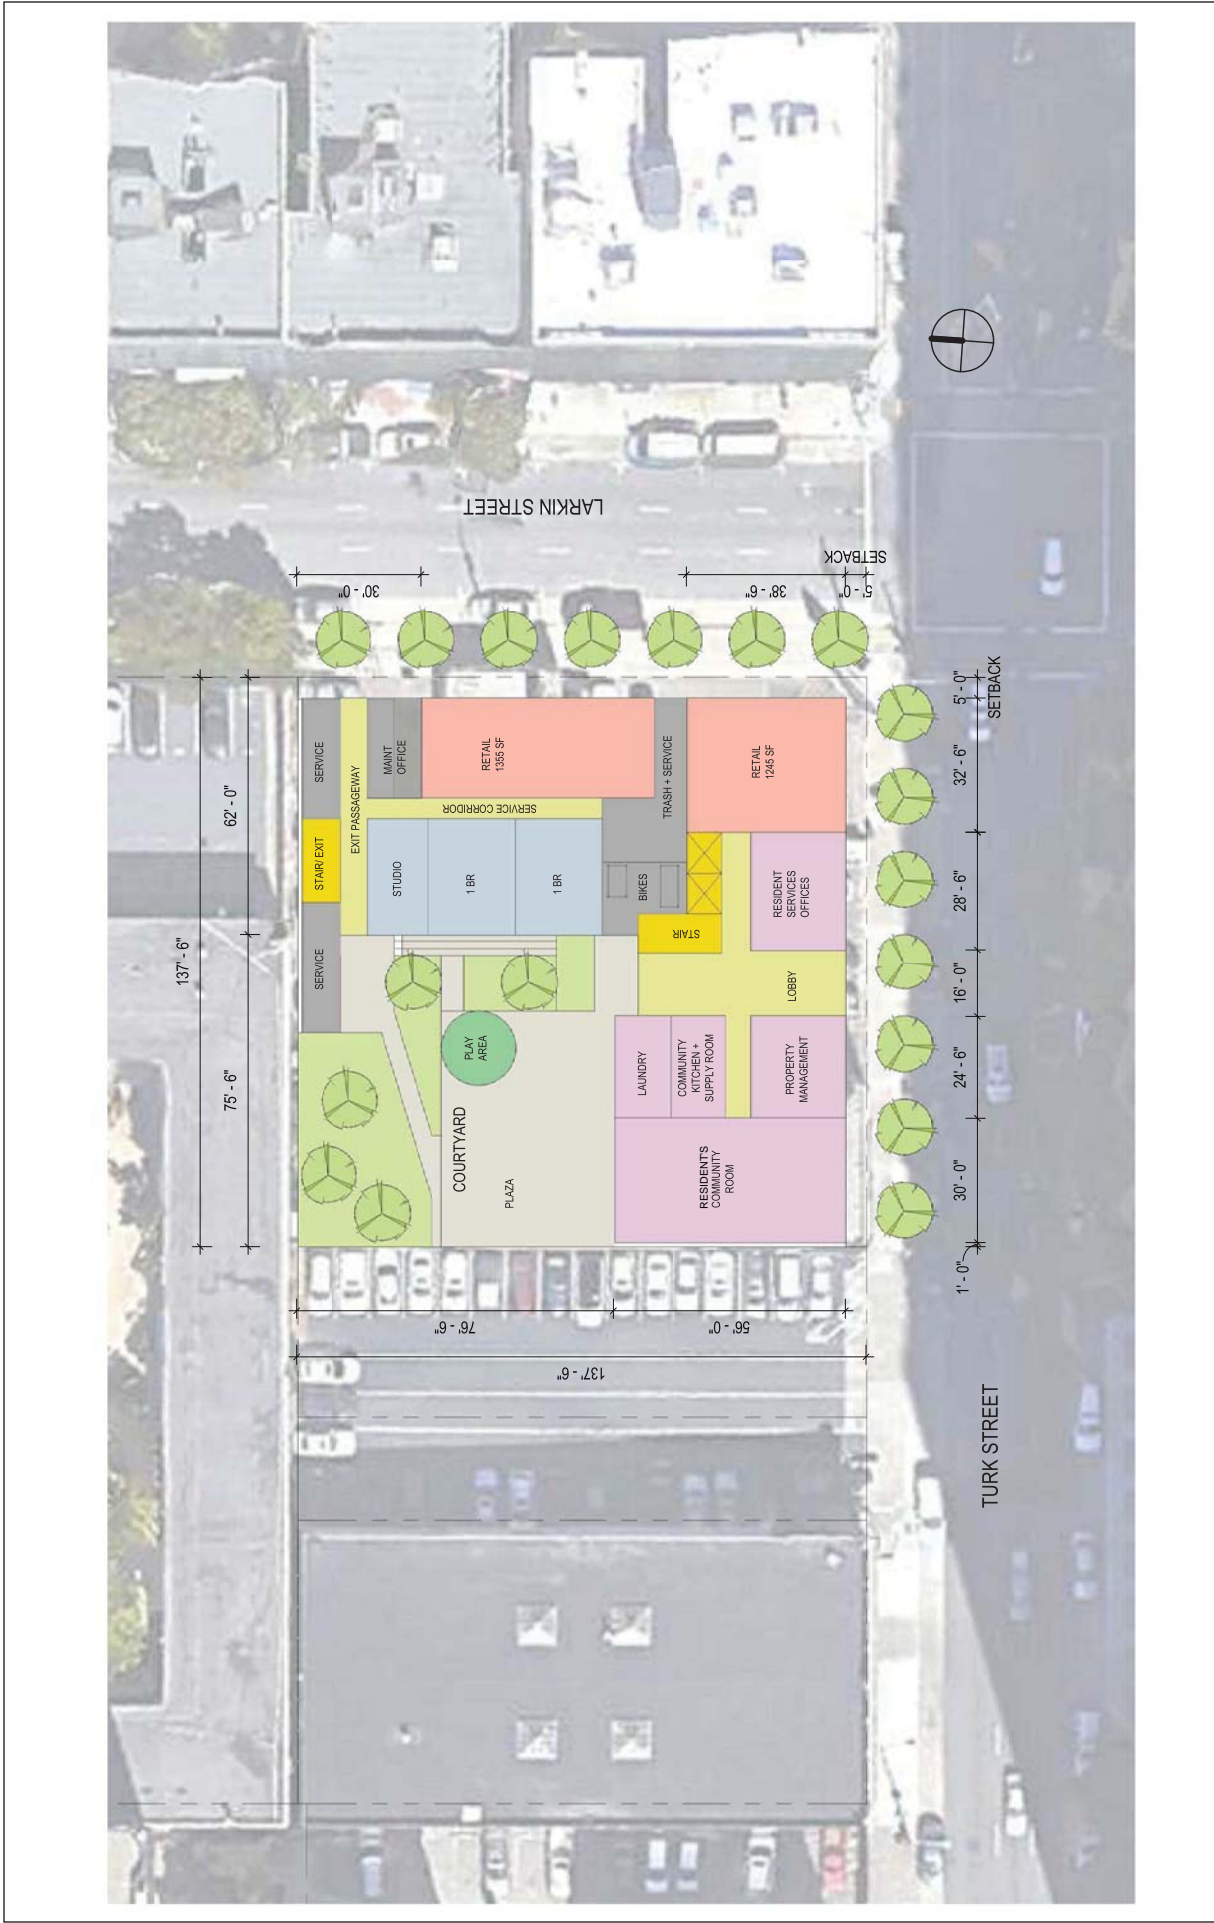 LARKIN STREET
SETBACK
30' - 0"
38' - 6"
5' - 0"
137' - 6"
62' - 0"
75' - 6"
SERVICE
STAIR/ EXIT
SERVICE
EXIT PASSAGEWAY
MAINT
OFFICE
RETAIL
1355 SF
SERVICE CORRIDOR
TRASH + SERVICE
RETAIL
1245 SF
STUDIO
1 BR
1 BR
BIKES
STAIR
RESIDENT
SERVICES
OFFICES
LOBBY
PLAY
AREA
COURTYARD
PLAZA
LAUNDRY
COMMUNITY
KITCHEN +
SUPPLY ROOM
PROPERTY
MANAGEMENT
RESIDENT'S
COMMUNITY
ROOM
5' - 0"
SETBACK
32' - 6"
28' - 6"
16' - 0"
24' - 6"
30' - 0"
1' - 0"
76' - 6"
56' - 0"
137' - 6"
TURK STREET